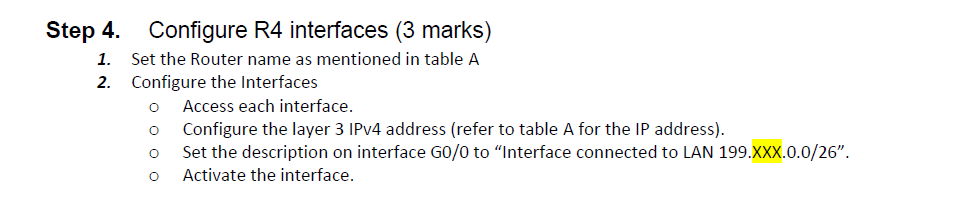 Step 4. Configure R4 interfaces (3 marks)
1. Set the Router name as mentioned in table A
2. Configure the Interfaces
o Access each interface.
o Configure the layer 3 IPv4 address (refer to table A for the IP address).
o Set the description on interface G0/0 to “Interface connected to LAN 199.XXX.0.0/26”.
o Activate the interface.